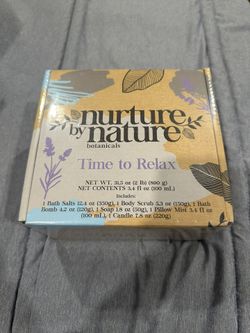 nurture
by
nature
botanicals
Time to Relax
NET WT. 31.3 oz (2 lb) (890 g)
NET CONTENTS 3.4 fl oz (100 mL)
Includes:
1 Bath Salts 12.4 oz (350g), 1 Body Scrub 5.3 oz (150g), 1 Bath
Bomb 4.2 oz (120g), 1 Soap 1.8 oz (50g), 1 Pillow Mist 3.4 fl oz
(100 mL), 1 Candle 7.8 oz (220g)